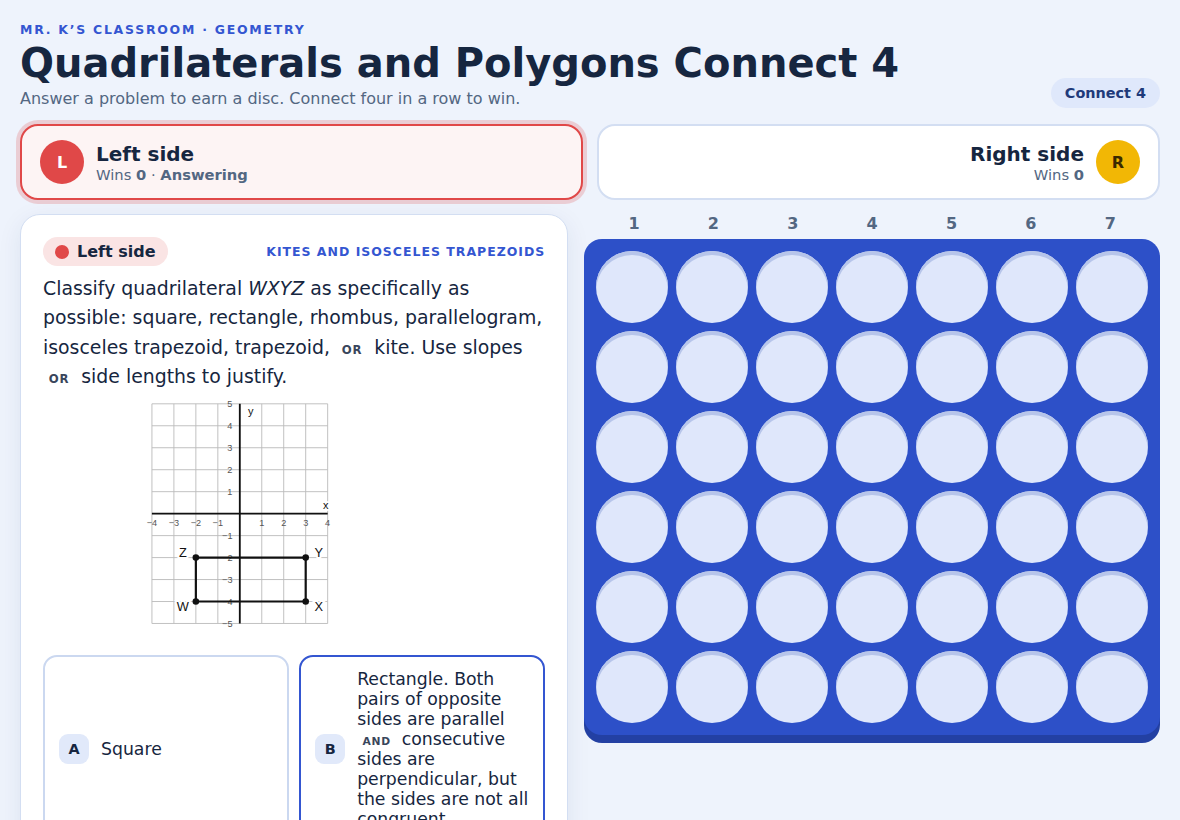 MR. K’S CLASSROOM · GEOMETRY
Quadrilaterals and Polygons Connect 4
Answer a problem to earn a disc. Connect four in a row to win.
Connect 4
L
Left side
Wins 0 · Answering
Right side
Wins 0
R
Left side
KITES AND ISOSCELES TRAPEZOIDS
Classify quadrilateral WXYZ as specifically as
possible: square, rectangle, rhombus, parallelogram,
isosceles trapezoid, trapezoid, OR kite. Use slopes
OR side lengths to justify.
5
y
4
3
2
1
x
−4 −3 −2 −1 1 2 3 4
−1
Z −2 Y
−3
W −4 X
−5
A
Square
B
Rectangle. Both
pairs of opposite
sides are parallel
AND consecutive
sides are
perpendicular, but
the sides are not all
congruent
1 2 3 4 5 6 7